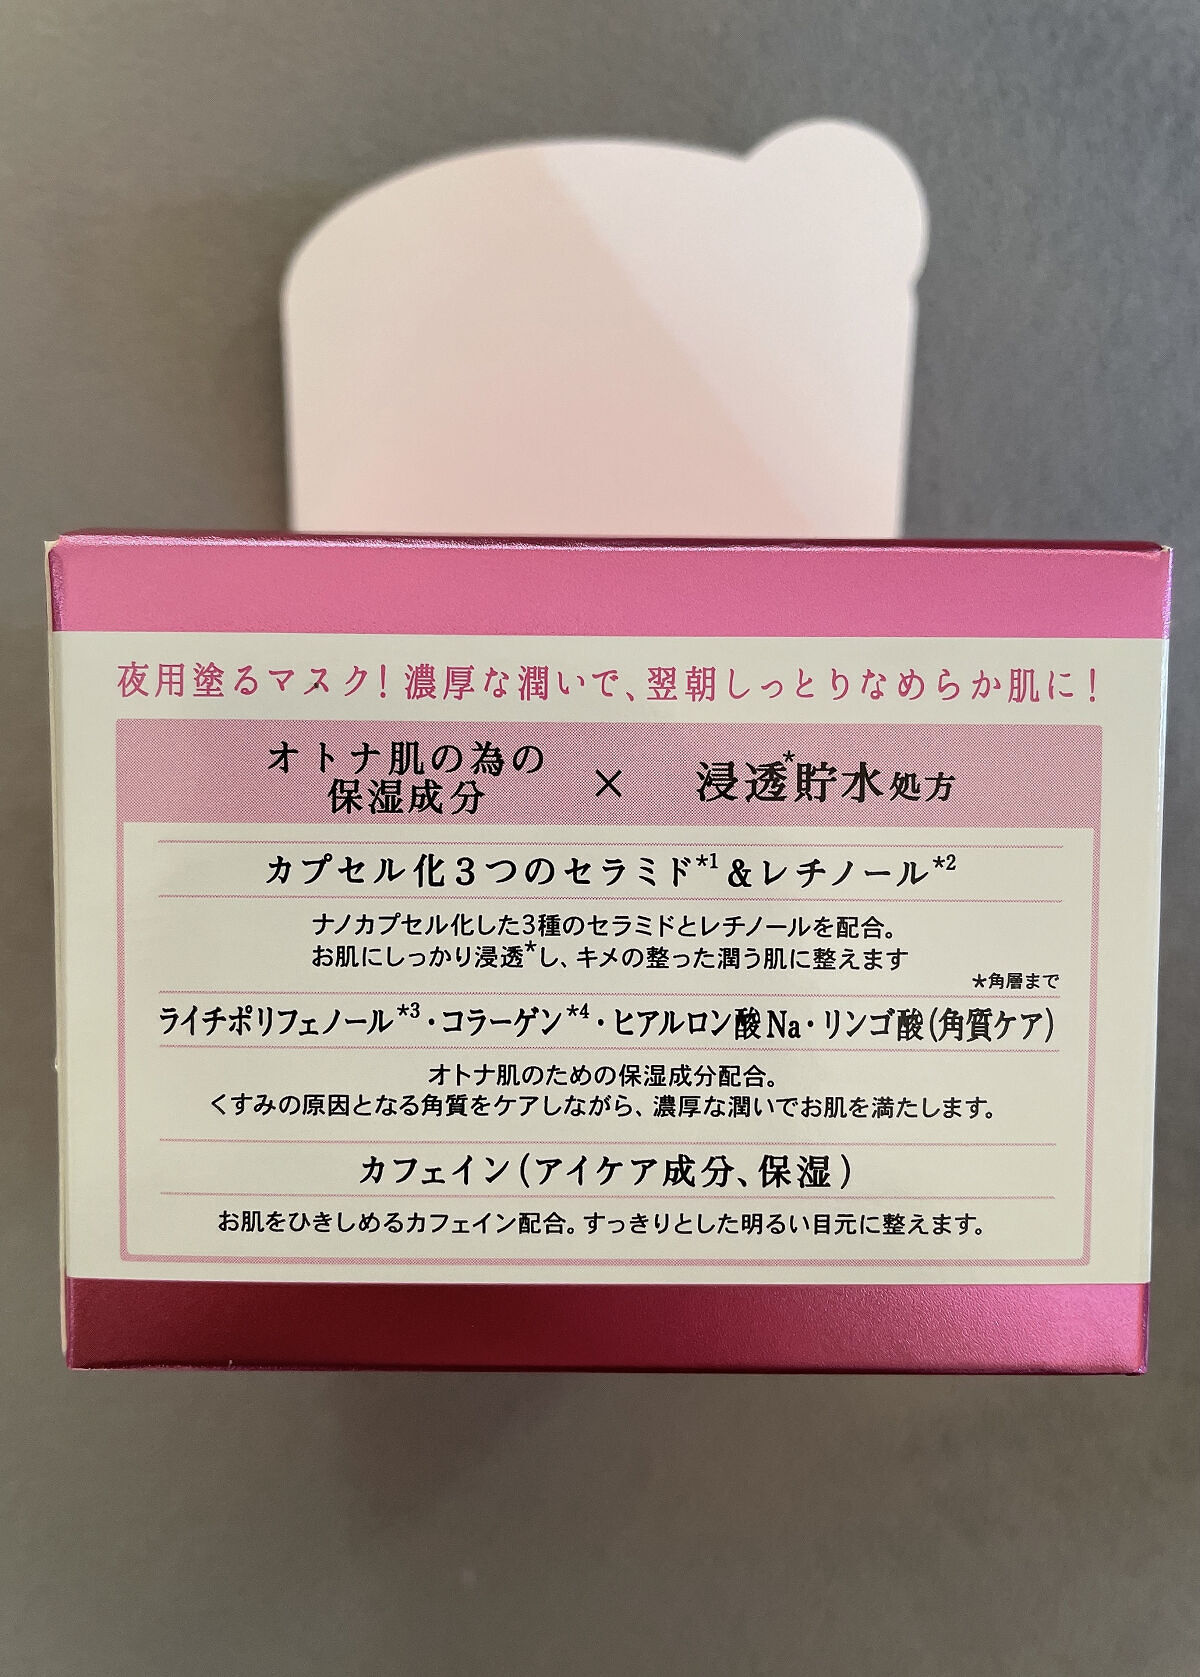 夜用塗るマスク！濃厚な潤いで、翌朝しっとりなめらか肌に！
オトナ肌の為の
保湿成分
×
浸透*貯水処方
カプセル化３つのセラミド*1＆レチノール*2
ナノカプセル化した3種のセラミドとレチノールを配合。
お肌にしっかり浸透*し、キメの整った潤う肌に整えます
*角層まで
ライチポリフェノール*3・コラーゲン*4・ヒアルロン酸Na・リンゴ酸(角質ケア)
オトナ肌のための保湿成分配合。
くすみの原因となる角質をケアしながら、濃厚な潤いでお肌を満たします。
カフェイン(アイケア成分、保湿)
お肌をひきしめるカフェイン配合。すっきりとした明るい目元に整えます。